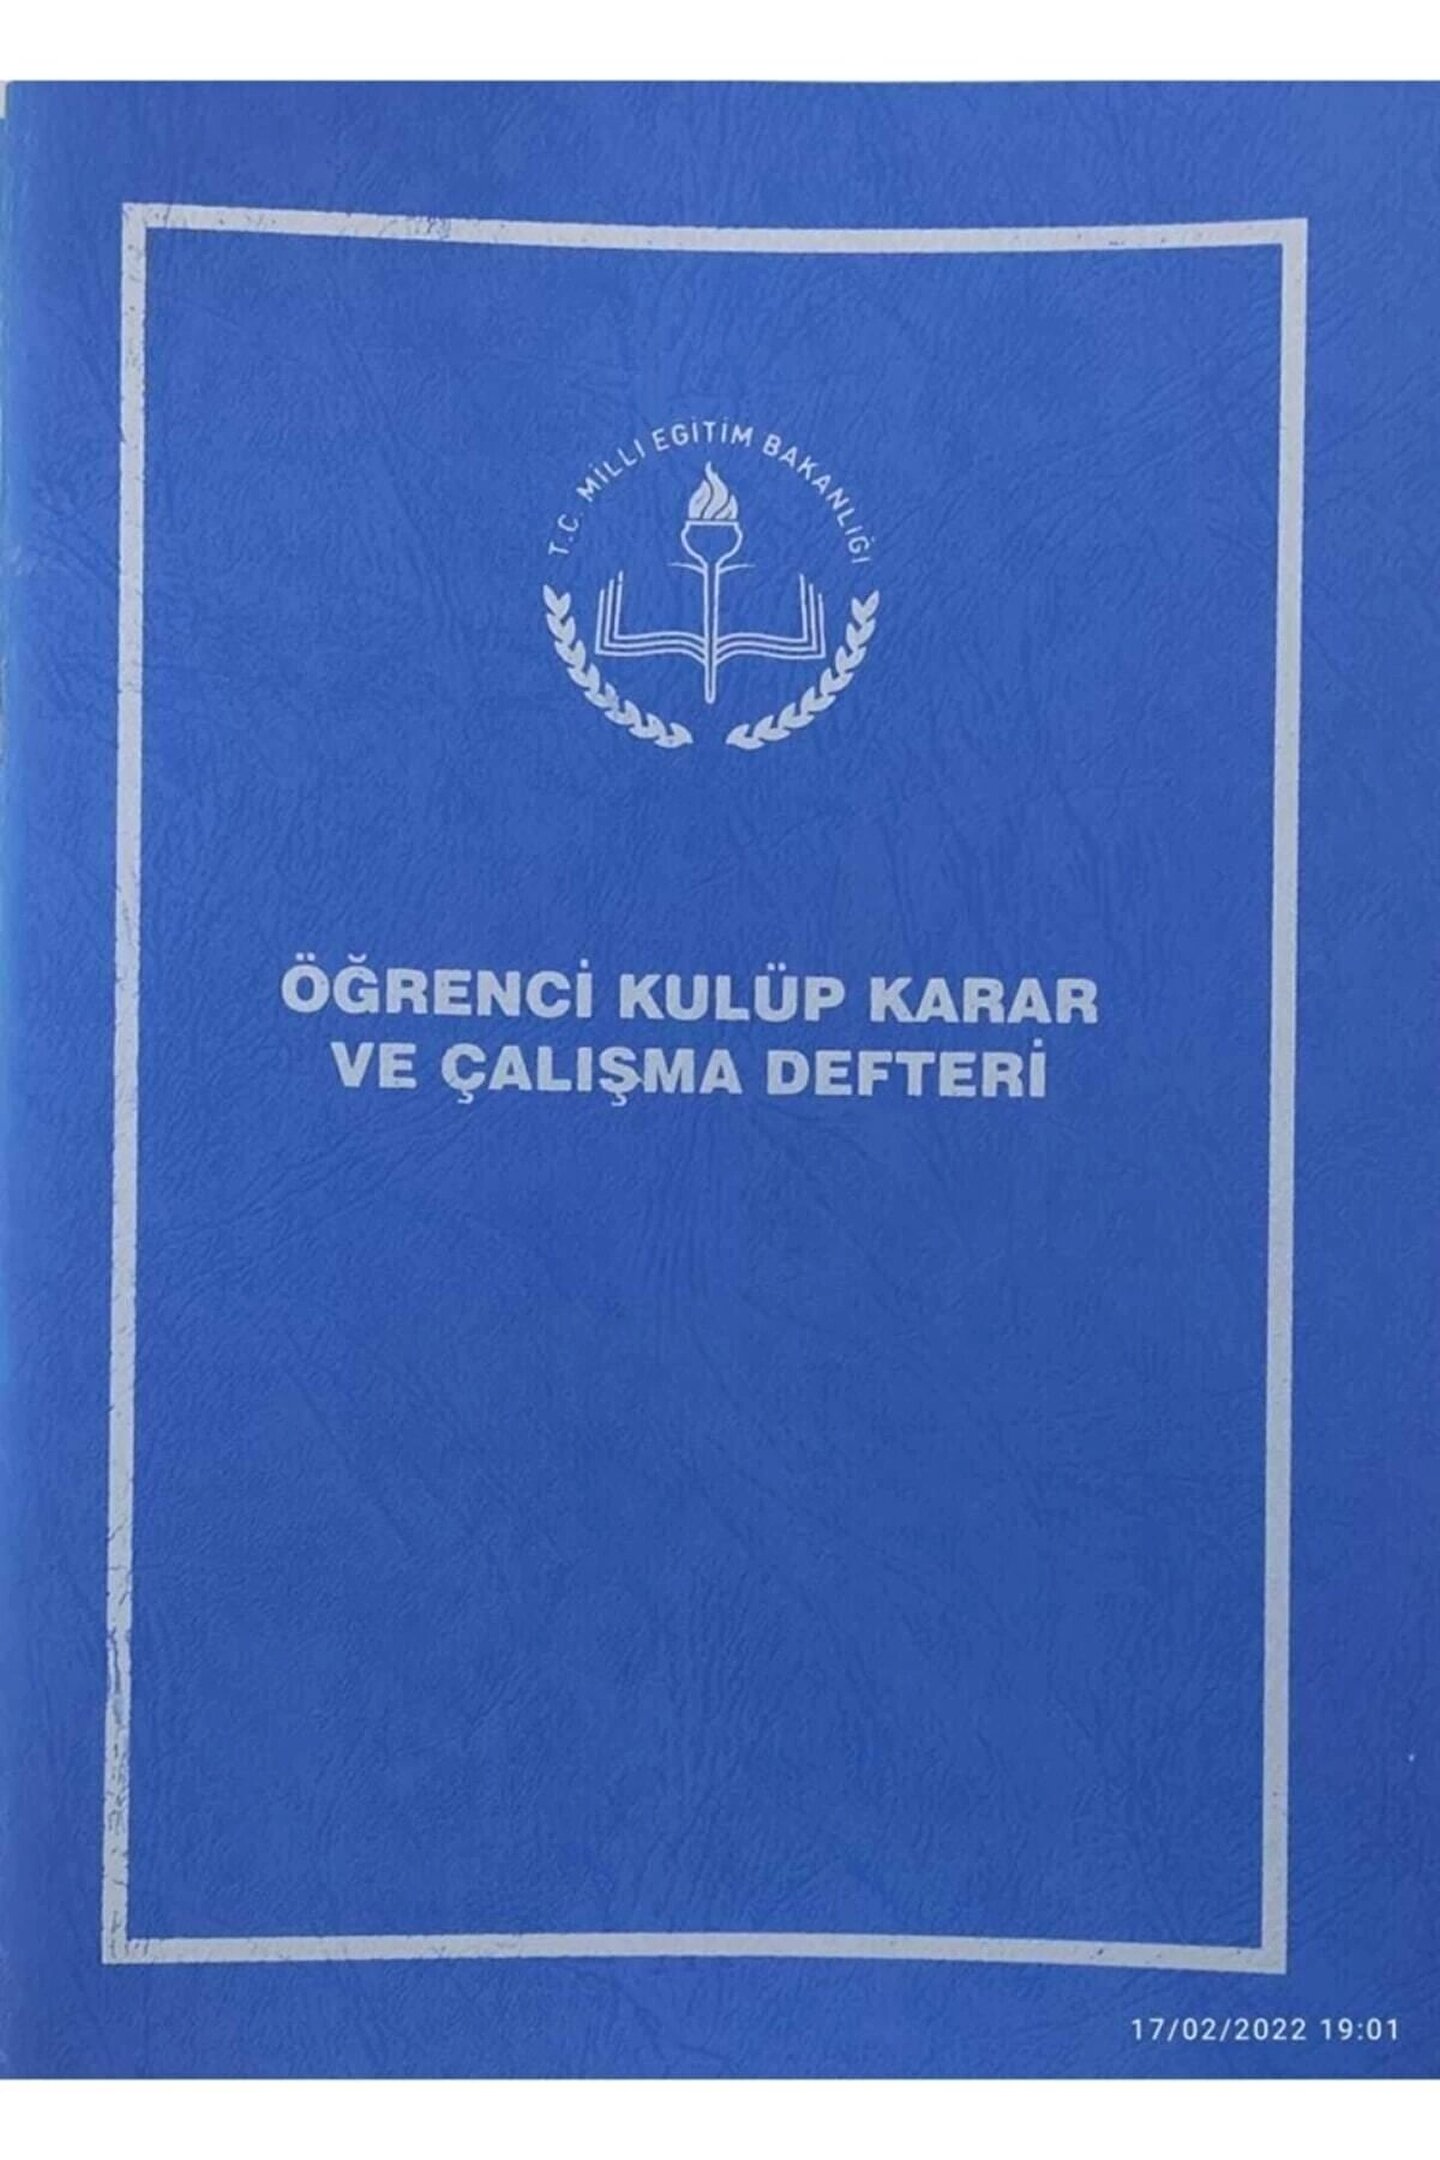 T.C. MİLLİ EĞİTİM BAKANLIĞI
ÖĞRENCİ KULÜP KARAR
VE ÇALIŞMA DEFTERİ
17/02/2022 19:01